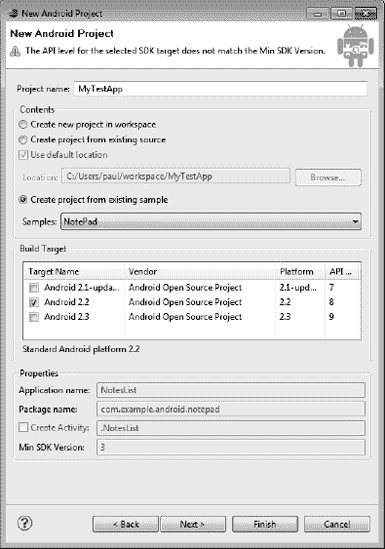 New Android Project
New Android Project
The API level for the selected SDK target does not match the Min SDK Version.
Project name: MyTestApp
Contents
Create new project in workspace
Create project from existing source
Use default location
Location: C:/Users/paul/workspace/MyTestApp Browse...
Create project from existing sample
Samples: NotePad
Build Target
Target Name Vendor Platform API ...
Android 2.1-upda... Android Open Source Project 2.1-upd... 7
Android 2.2 Android Open Source Project 2.2 8
Android 2.3 Android Open Source Project 2.3 9
Standard Android platform 2.2
Properties
Application name: NotesList
Package name: com.example.android.notepad
Create Activity: .NotesList
Min SDK Version: 3
? < Back Next > Finish Cancel